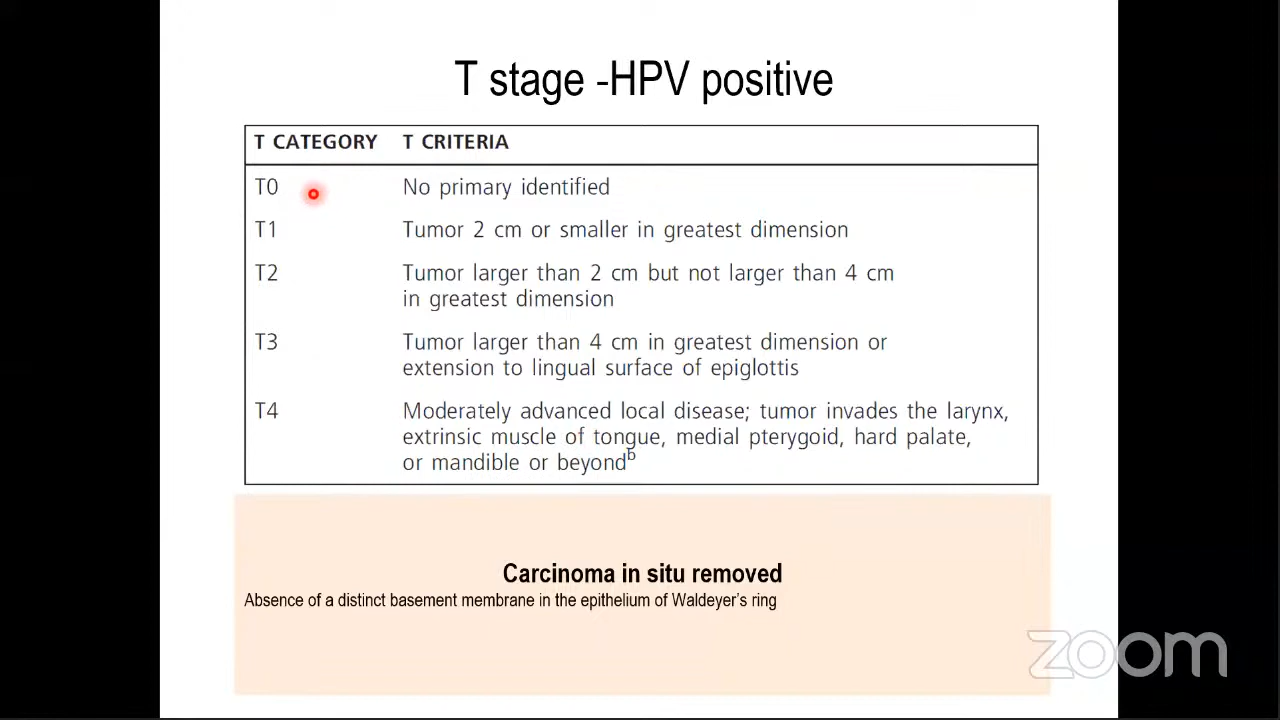 T stage -HPV positive
T CATEGORY T CRITERIA
T0 No primary identified
T1 Tumor 2 cm or smaller in greatest dimension
T2 Tumor larger than 2 cm but not larger than 4 cm
in greatest dimension
T3 Tumor larger than 4 cm in greatest dimension or
extension to lingual surface of epiglottis
T4 Moderately advanced local disease; tumor invades the larynx,
extrinsic muscle of tongue, medial pterygoid, hard palate,
or mandible or beyondb
Carcinoma in situ removed
Absence of a distinct basement membrane in the epithelium of Waldeyer's ring
zoom